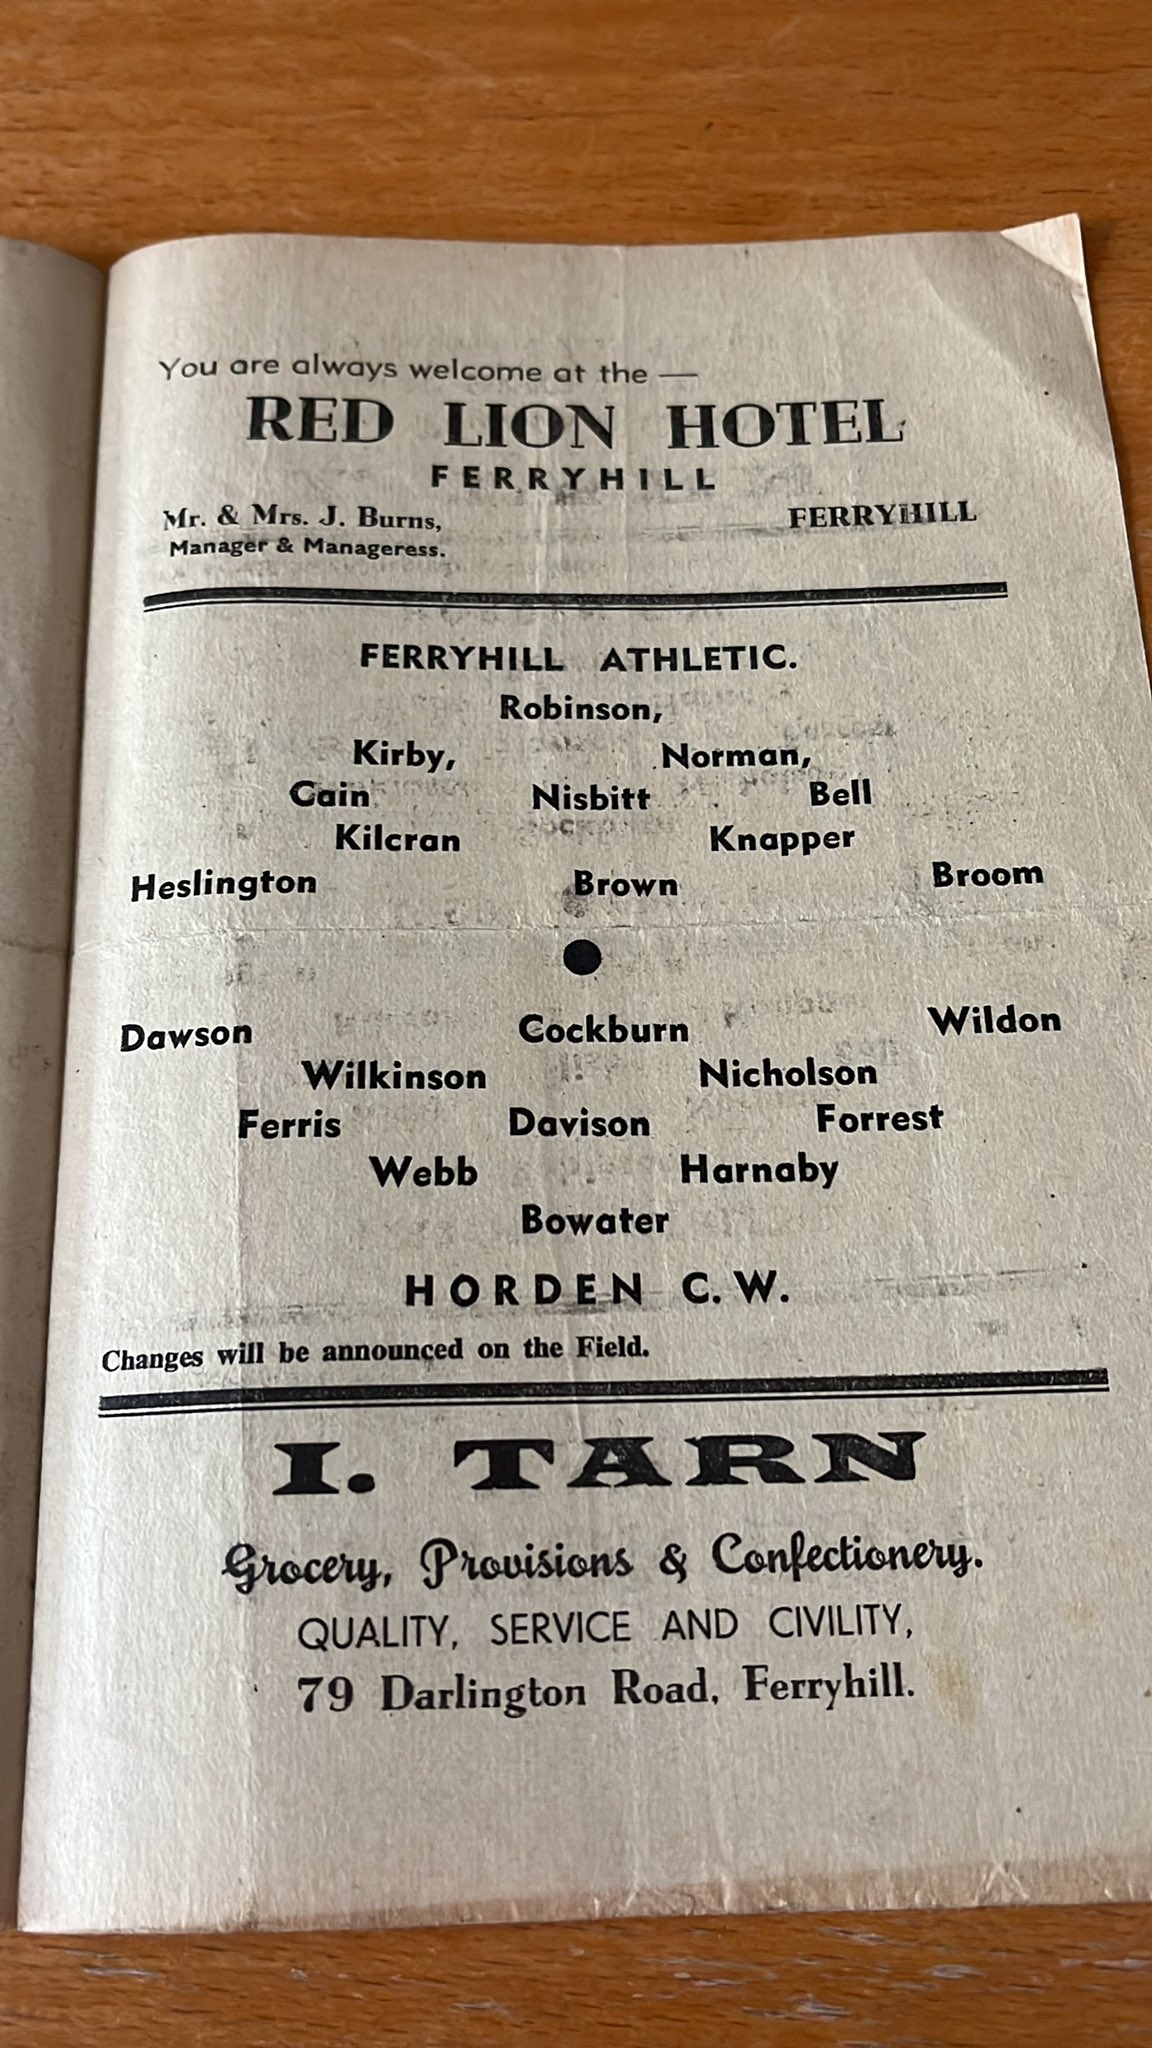 You are always welcome at the —
RED LION HOTEL
FERRYHILL
Mr. & Mrs. J. Burns, FERRYHILL
Manager & Manageress.
FERRYHILL ATHLETIC.
Robinson,
Kirby, Norman,
Cain Nisbitt Bell
Kilcran Knapper
Heslington Brown Broom
Dawson Cockburn Wildon
Wilkinson Nicholson
Ferris Davison Forrest
Webb Harnaby
Bowater
HORDEN C. W.
Changes will be announced on the Field.
I. TARN
Grocery, Provisions & Confectionery.
QUALITY, SERVICE AND CIVILITY,
79 Darlington Road, Ferryhill.